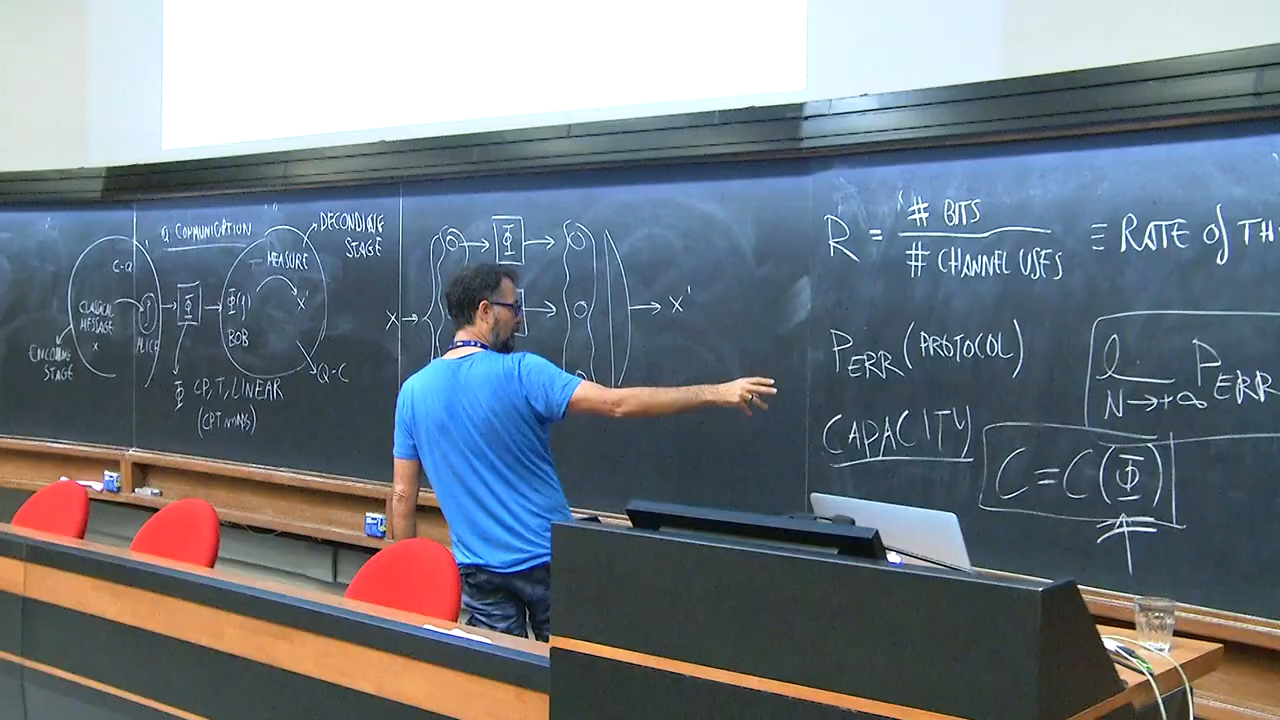 Q COMMUNICATION
DECONDING
STAGE
C-Q
MEASURE
CLASSICAL
MESSAGE
x
ALICE
Φ
Φ(ρ)
BOB
x'
ENCODING
STAGE
Q-C
Φ CP, T, LINEAR
(CPT MAPS)
X
Φ
X'
R = # BITS
# CHANNEL USES
≡ RATE OF TH
PERR (PROTOCOL)
N→+∞ PERR
CAPACITY
C = C(Φ)